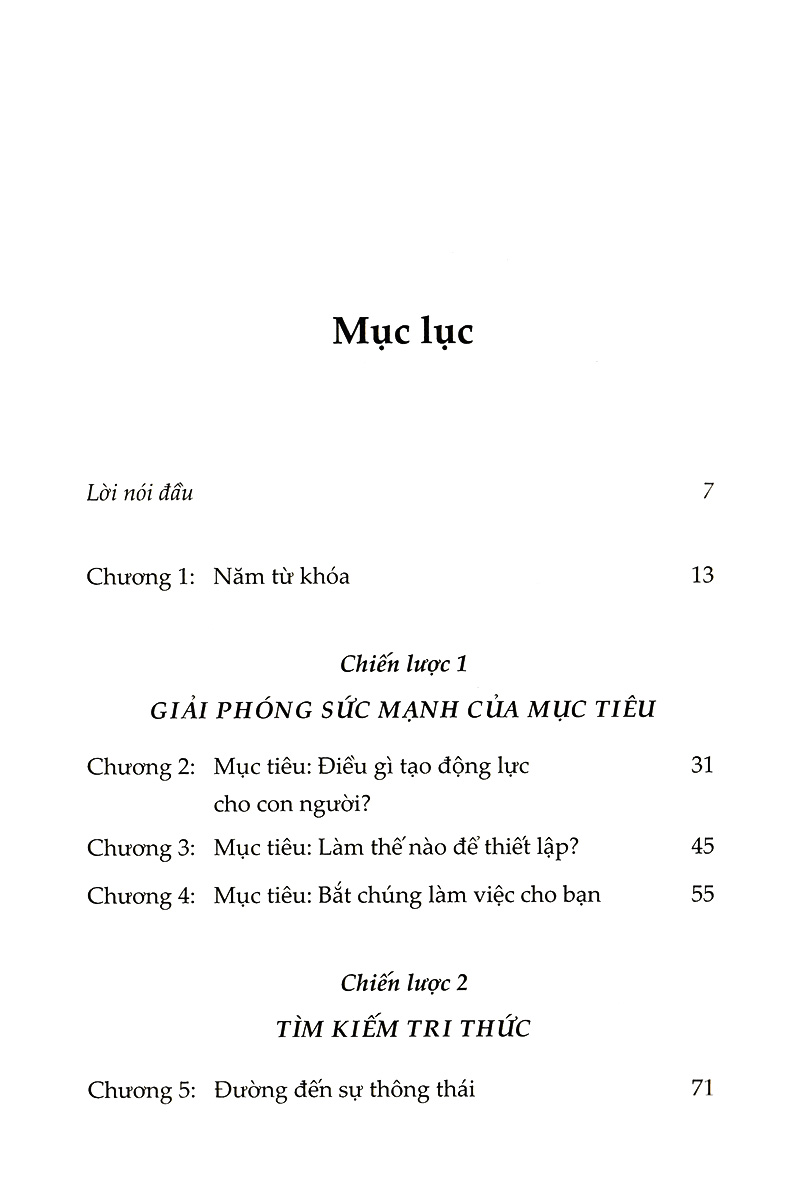 Mục lục
Lời nói đầu 7
Chương 1: Năm từ khóa 13
Chiến lược 1
GIẢI PHÓNG SỨC MẠNH CỦA MỤC TIÊU
Chương 2: Mục tiêu: Điều gì tạo động lực 31
cho con người?
Chương 3: Mục tiêu: Làm thế nào để thiết lập? 45
Chương 4: Mục tiêu: Bắt chúng làm việc cho bạn 55
Chiến lược 2
TÌM KIẾM TRI THỨC
Chương 5: Đường đến sự thông thái 71